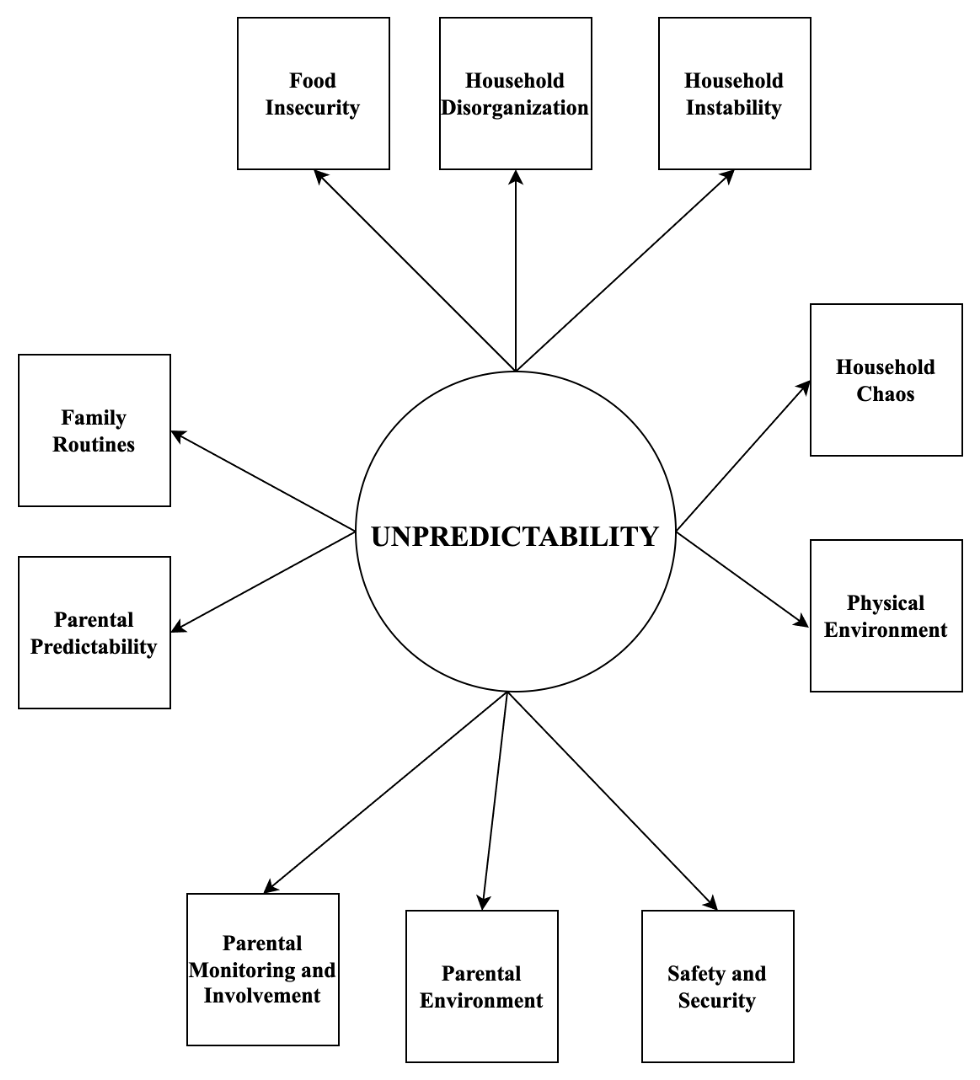 Food
Insecurity
Household
Disorganization
Household
Instability
Household
Chaos
Family
Routines
UNPREDICTABILITY
Physical
Environment
Parental
Predictability
Parental
Monitoring and
Involvement
Parental
Environment
Safety and
Security